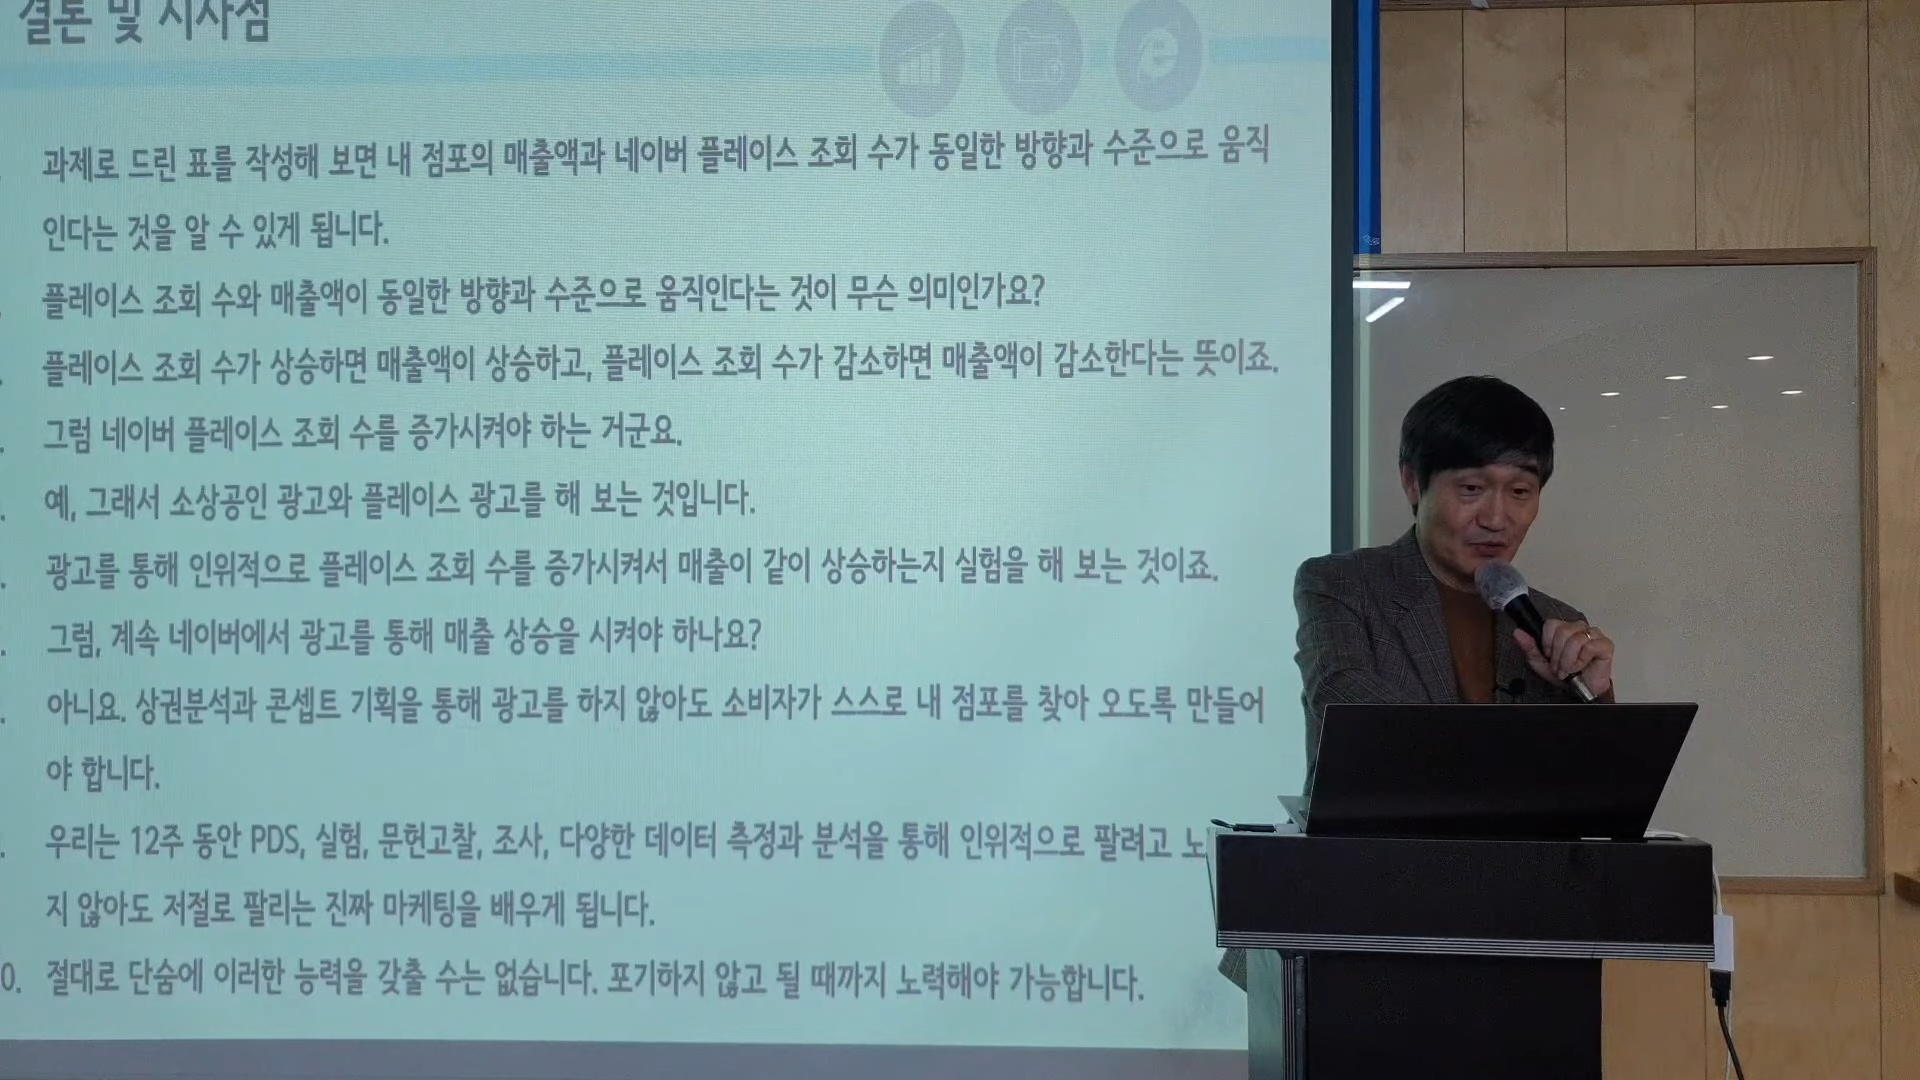 결론 및 시사점
과제로 드린 표를 작성해 보면 내 점포의 매출액과 네이버 플레이스 조회 수가 동일한 방향과 수준으로 움직
인다는 것을 알 수 있게 됩니다.
플레이스 조회 수와 매출액이 동일한 방향과 수준으로 움직인다는 것이 무슨 의미인가요?
플레이스 조회 수가 상승하면 매출액이 상승하고, 플레이스 조회 수가 감소하면 매출액이 감소한다는 뜻이죠.
그럼 네이버 플레이스 조회 수를 증가시켜야 하는 거군요.
예, 그래서 소상공인 광고와 플레이스 광고를 해 보는 것입니다.
광고를 통해 인위적으로 플레이스 조회 수를 증가시켜서 매출이 같이 상승하는지 실험을 해 보는 것이죠.
그럼, 계속 네이버에서 광고를 통해 매출 상승을 시켜야 하나요?
아니요. 상권분석과 콘셉트 기획을 통해 광고를 하지 않아도 소비자가 스스로 내 점포를 찾아 오도록 만들어
야 합니다.
우리는 12주 동안 PDS, 실험, 문헌고찰, 조사, 다양한 데이터 측정과 분석을 통해 인위적으로 팔려고 노
지 않아도 저절로 팔리는 진짜 마케팅을 배우게 됩니다.
0. 절대로 단숨에 이러한 능력을 갖출 수는 없습니다. 포기하지 않고 될 때까지 노력해야 가능합니다.